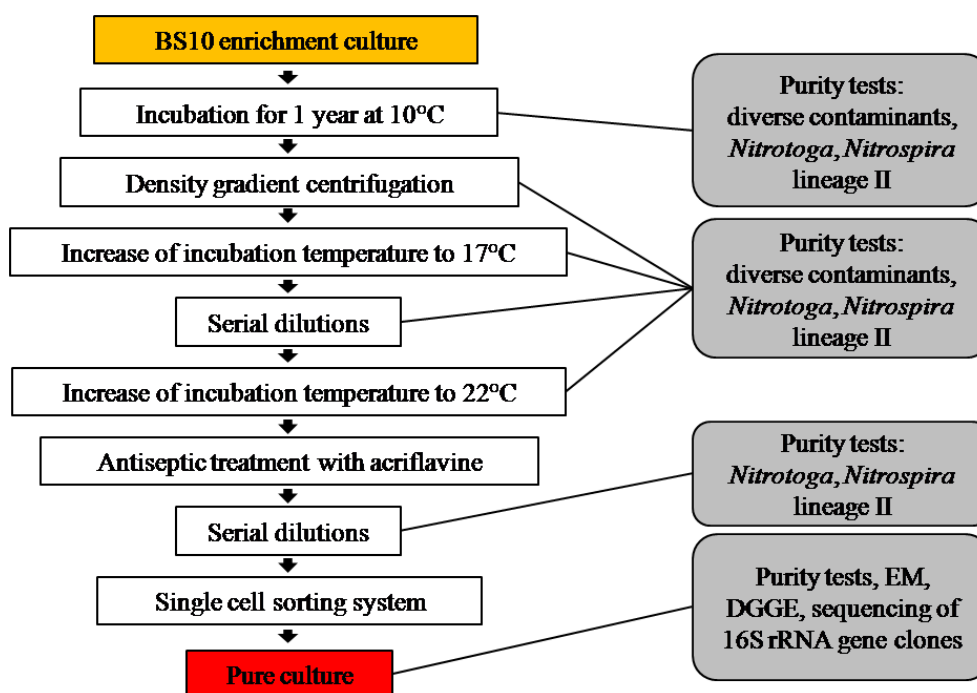 BS10 enrichment culture
Incubation for 1 year at 10°C
Density gradient centrifugation
Increase of incubation temperature to 17°C
Serial dilutions
Increase of incubation temperature to 22°C
Antiseptic treatment with acriflavine
Serial dilutions
Single cell sorting system
Pure culture
Purity tests:
diverse contaminants,
Nitrotoga, Nitrospira
lineage II
Purity tests:
diverse contaminants,
Nitrotoga, Nitrospira
lineage II
Purity tests:
Nitrotoga, Nitrospira
lineage II
Purity tests, EM,
DGGE, sequencing of
16S rRNA gene clones